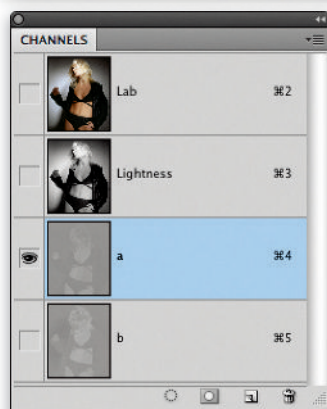 CHANNELS
Lab ⌘2
Lightness ⌘3
a ⌘4
b ⌘5